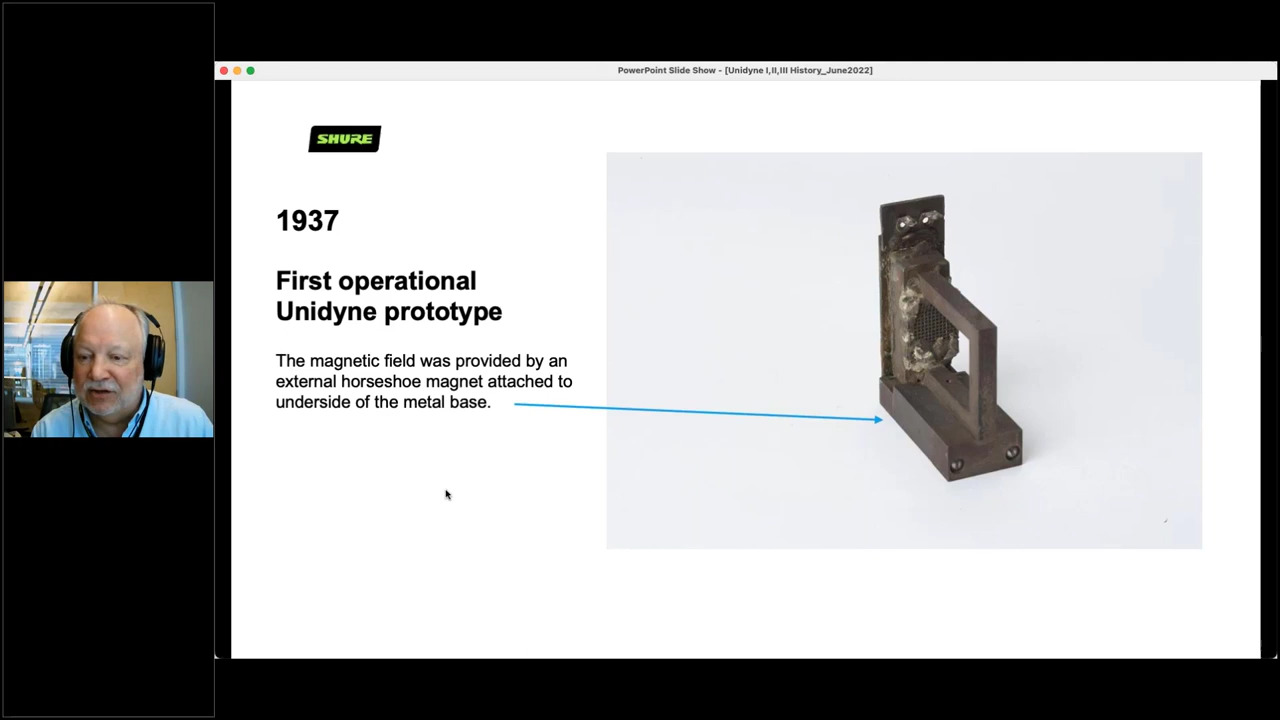 PowerPoint Slide Show - [Unidyne I,II,III History_June2022]
SHURE
1937
First operational
Unidyne prototype
The magnetic field was provided by an
external horseshoe magnet attached to
underside of the metal base.